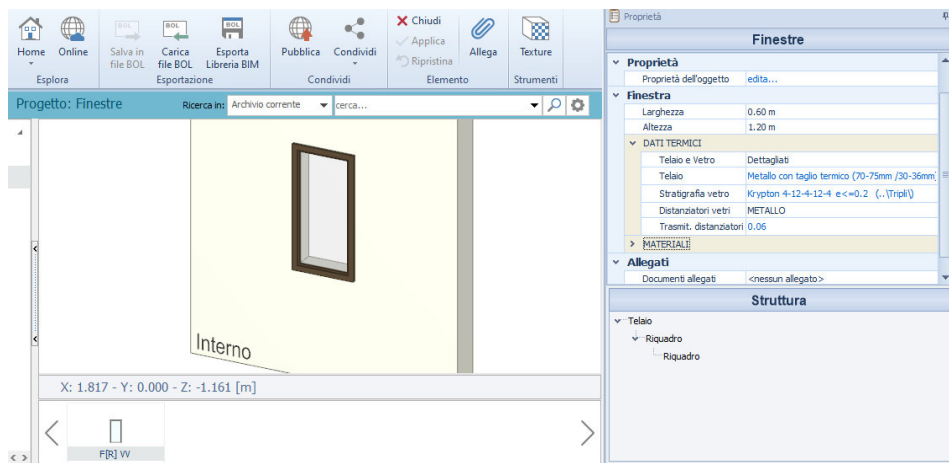 Proprietà
Home
Online
Salva in
file BOL
Carica
file BOL
Esporta
Libreria BIM
Pubblica
Condividi
Chiudi
Applica
Ripristina
Allega
Texture
Esplora
Esportazione
Condividi
Elemento
Strumenti
BOL
BOL
BOL
Progetto: Finestre
Ricerca in:
Archivio corrente
cerca...
Interno
X: 1.817 - Y: 0.000 - Z: -1.161 [m]
F[R] VV
Finestre
Proprietà
Proprietà dell'oggetto edita...
Finestra
Larghezza 0.60 m
Altezza 1.20 m
DATI TERMICI
Telaio e Vetro Dettagliati
Telaio Metallo con taglio termico (70-75mm /30-36mm)
Stratigrafia vetro Krypton 4-12-4-12-4 e<=0.2 (..\Tripli\)
Distanziatori vetri METALLO
Trasmit. distanziatori 0.06
MATERIALI
Allegati
Documenti allegati <nessun allegato>
Struttura
Telaio
Riquadro
Riquadro